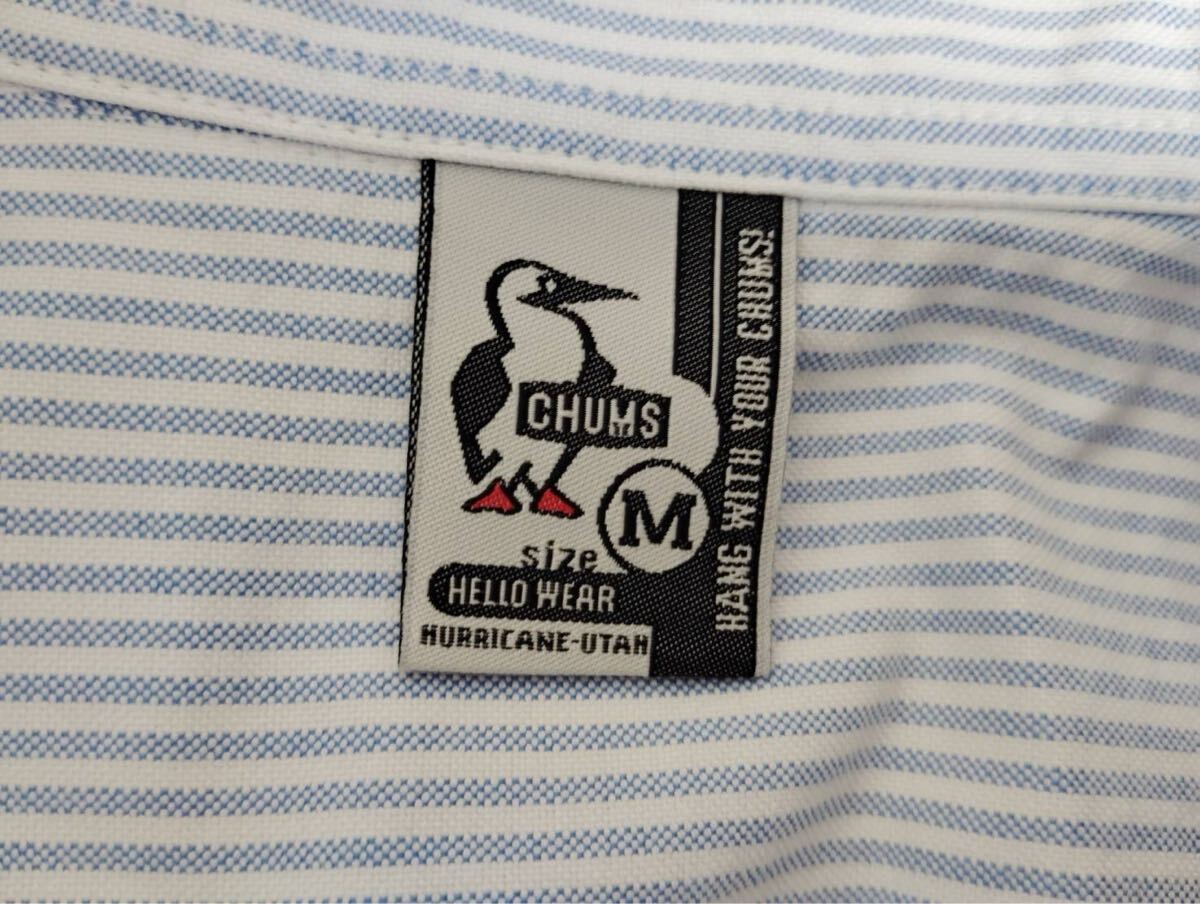 CHUMS
M
size
HELLO WEAR
HURRICANE-UTAH
HANG WITH YOUR CHUMS!